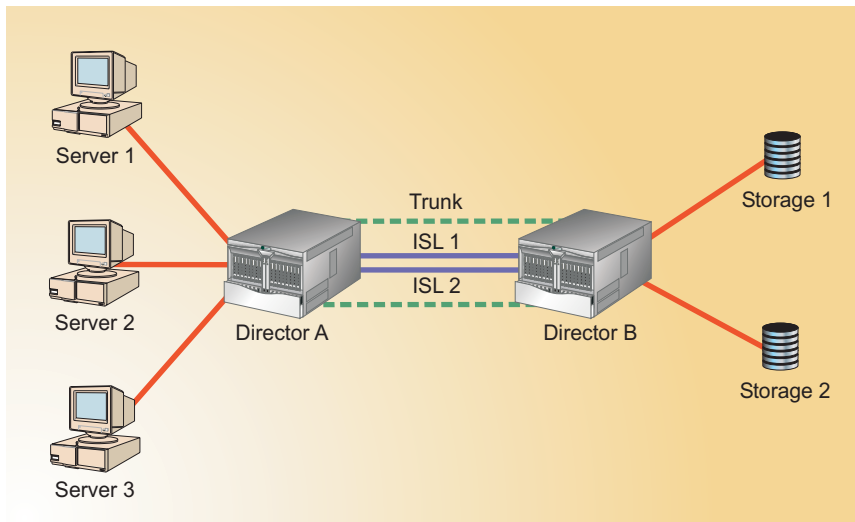 Server 1
Server 2
Server 3
Director A
Trunk
ISL 1
ISL 2
Director B
Storage 1
Storage 2